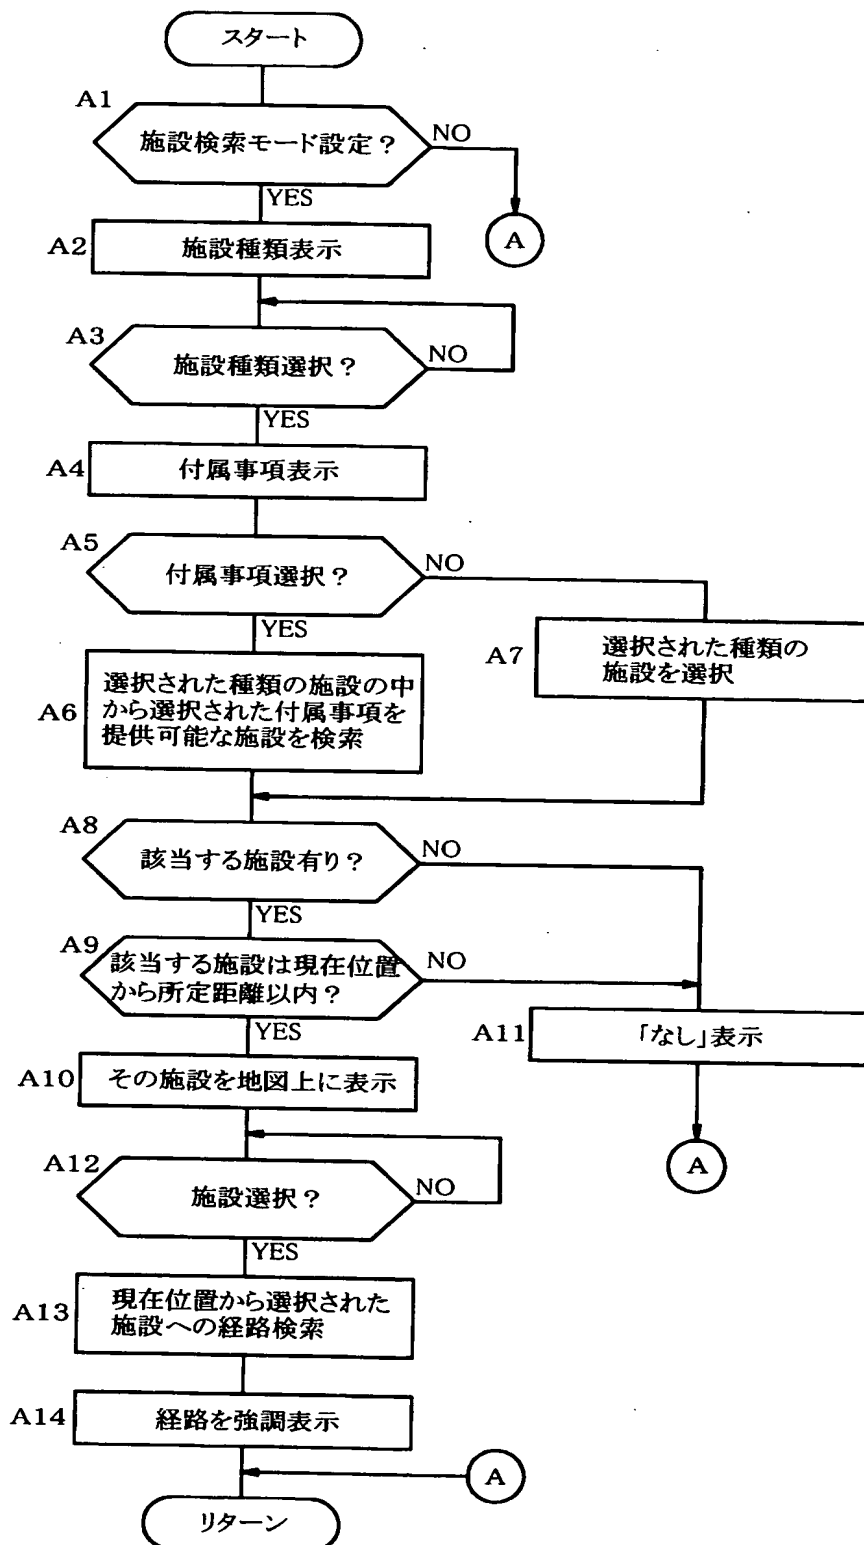 スタート
A1
施設検索モード設定?
NO
YES
A
A2
施設種類表示
A3
施設種類選択?
NO
YES
A4
付属事項表示
A5
付属事項選択?
NO
YES
A6
選択された種類の施設の中
から選択された付属事項を
提供可能な施設を検索
A7
選択された種類の
施設を選択
A8
該当する施設有り?
NO
YES
A9
該当する施設は現在位置
から所定距離以内?
NO
YES
A10
その施設を地図上に表示
A11
「なし」表示
A
A12
施設選択?
NO
YES
A13
現在位置から選択された
施設への経路検索
A14
経路を強調表示
A
リターン